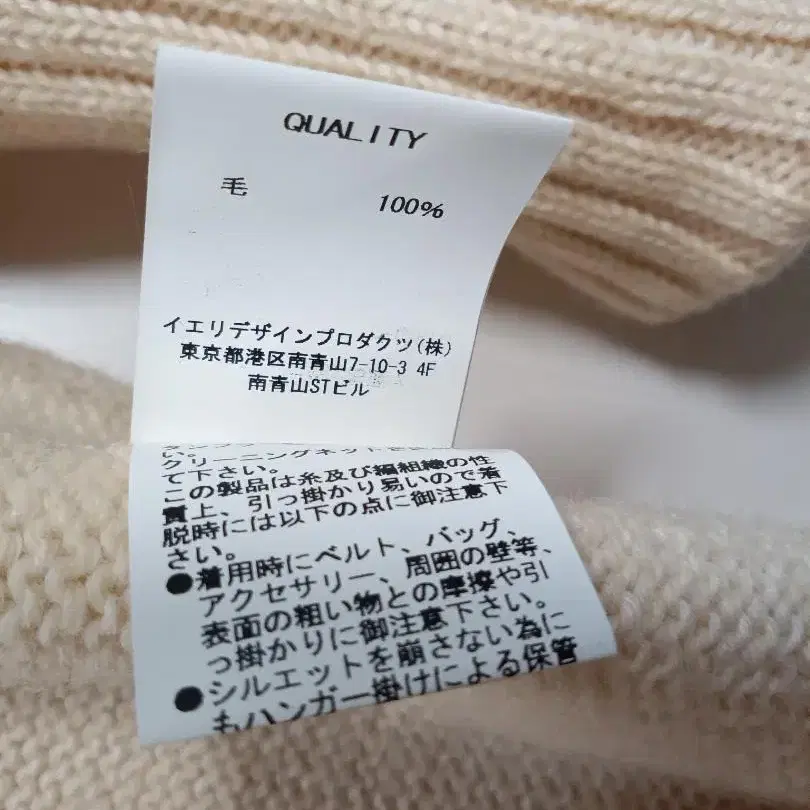 QUALITY
毛 100%
イエリデザインプロダクツ(株)
東京都港区南青山7-10-3 4F
南青山STビル
い。
クリーニングネットを
て下さい。
この製品は糸及び編組織の性
質上、引っ掛かり易いので着
脱時には以下の点に御注意下
さい。
●着用時にベルト、バッグ、
アクセサリー、周囲の壁等、
表面の粗い物との摩擦や引
っ掛かりに御注意下さい。
●シルエットを崩さない為に
もハンガー掛けによる保管